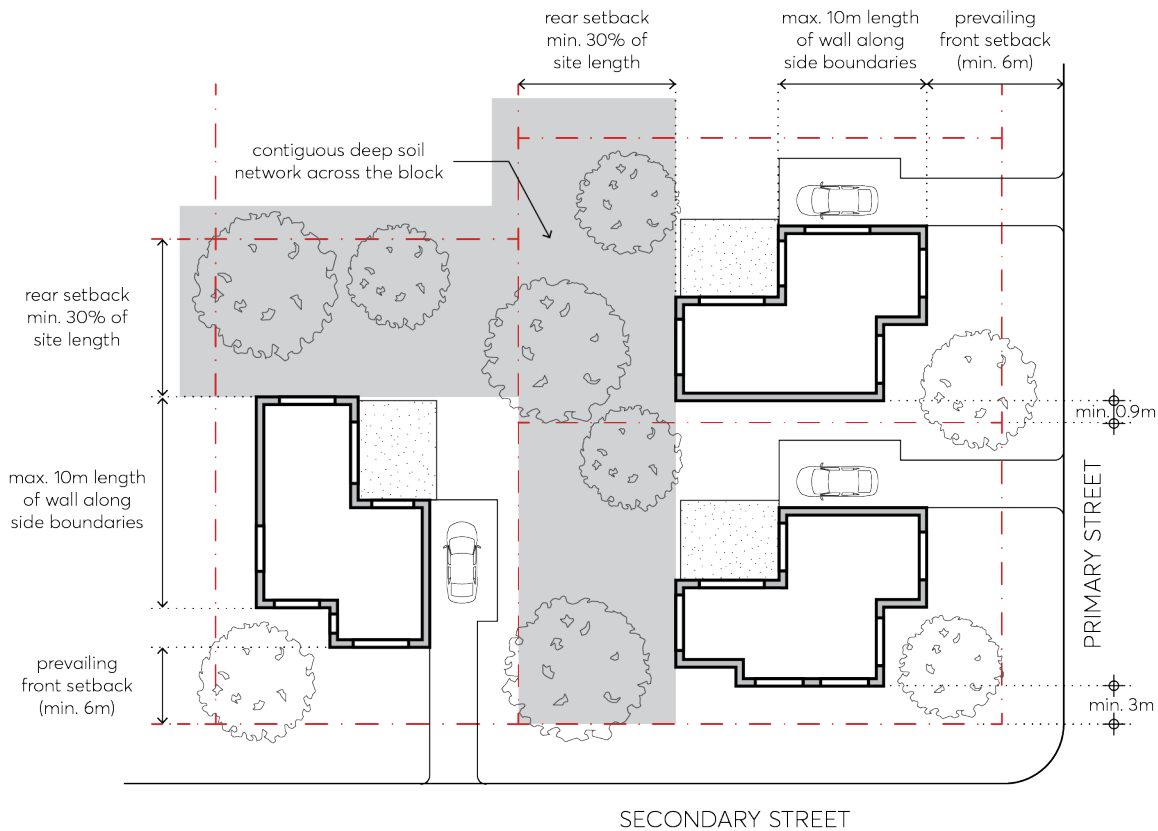 rear setback
min. 30% of
site length
max. 10m length
of wall along
side boundaries
prevailing
front setback
(min. 6m)
contiguous deep soil
network across the block
rear setback
min. 30% of
site length
min. 0.9m
max. 10m length
of wall along
side boundaries
PRIMARY STREET
prevailing
front setback
(min. 6m)
min. 3m
SECONDARY STREET